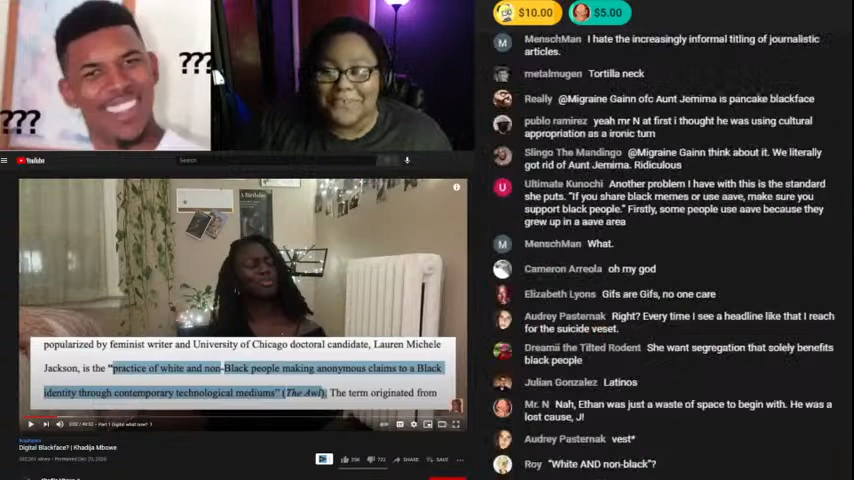 $10.00 $5.00
MenschMan I hate the increasingly informal titling of journalistic
articles.
metalmugen Tortilla neck
Really @Migraine Gainn ofc Aunt Jemima is pancake blackface
publo ramirez yeah mr N at first i thought he was using cultural
appropriation as a ironic turn
Slingo The Mandingo @Migraine Gainn think about it. We literally
got rid of Aunt Jemima. Ridiculous
Ultimate Kunochi Another problem I have with this is the standard
she puts. "If you share black memes or use aave, make sure you
support black people." Firstly, some people use aave because they
grew up in a aave area
MenschMan What.
Cameron Arreola oh my god
Elizabeth Lyons Gifs are Gifs, no one care
Audrey Pasternak Right? Every time I see a headline like that I reach
for the suicide veset.
Dreamii the Tilted Rodent She want segregation that solely benefits
black people
Julian Gonzalez Latinos
Mr. N Nah, Ethan was just a waste of space to begin with. He was a
lost cause, J!
Audrey Pasternak vest*
Roy "White AND non-black"?
???
???
YouTube
Search
popularized by feminist writer and University of Chicago doctoral candidate, Lauren Michele
Jackson, is the "practice of white and non-Black people making anonymous claims to a Black
identity through contemporary technological mediums" (The Awl). The term originated from
Digital Blackface? | Khadija Mbowe
SHARE SAVE